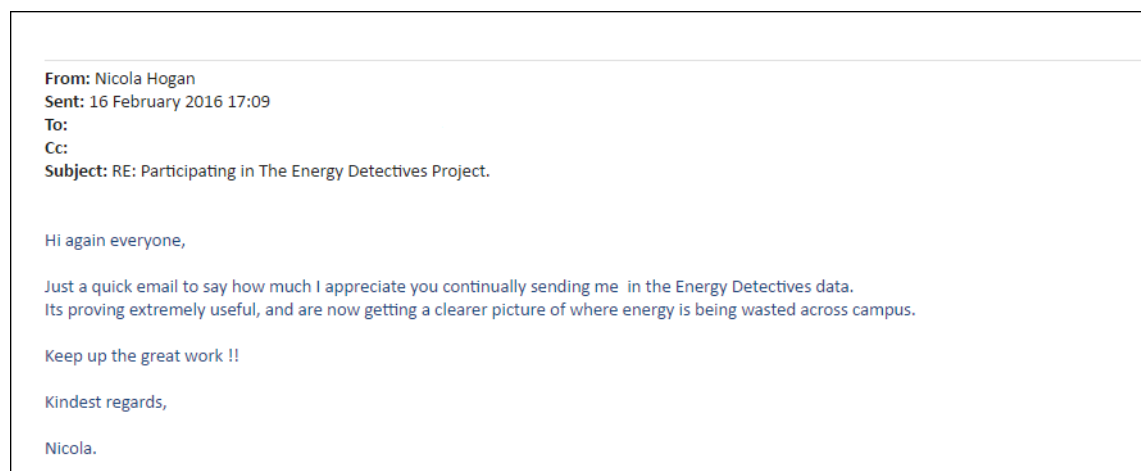 From: Nicola Hogan
Sent: 16 February 2016 17:09
To:
Cc:
Subject: RE: Participating in The Energy Detectives Project.
Hi again everyone,
Just a quick email to say how much I appreciate you continually sending me  in the Energy Detectives data.
Its proving extremely useful, and are now getting a clearer picture of where energy is being wasted across campus.
Keep up the great work !!
Kindest regards,
Nicola.